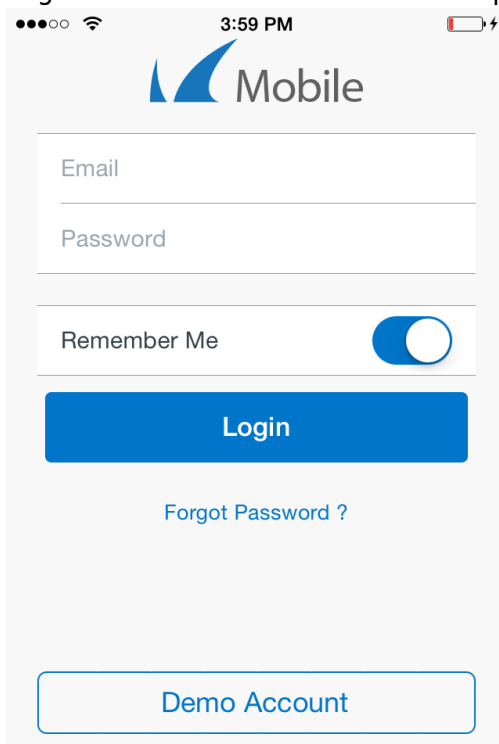 3:59 PM
Mobile
Email
Password
Remember Me
Login
Forgot Password ?
Demo Account